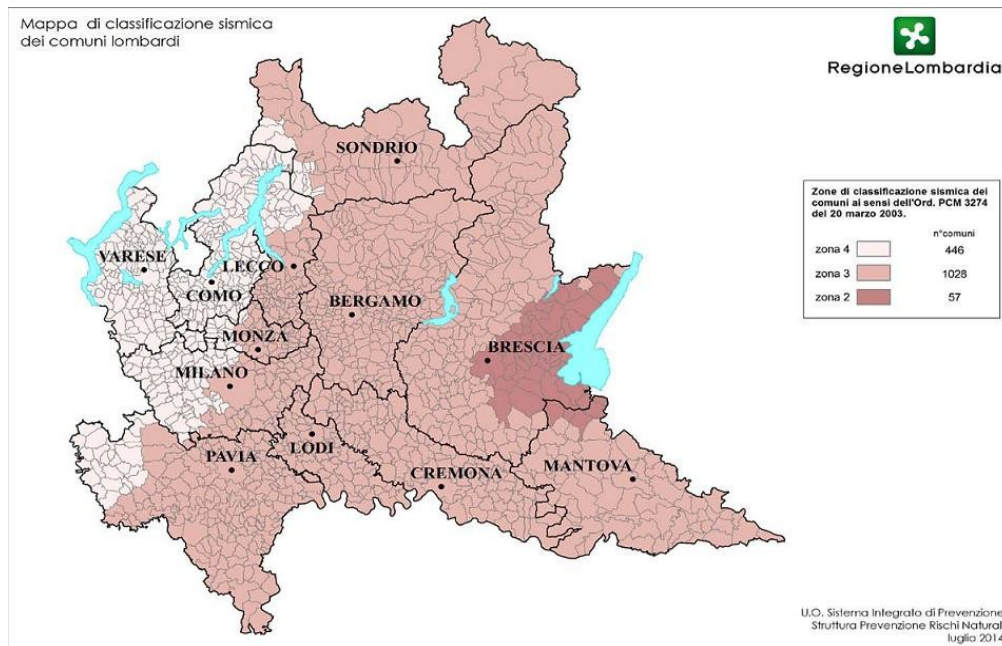 Mappa di classificazione sismica
dei comuni lombardi
RegioneLombardia
SONDRIO
VARESE
LECCO
COMO
BERGAMO
MONZA
BRESCIA
MILANO
LODI
PAVIA
CREMONA
MANTOVA
Zone di classificazione sismica dei
comuni ai sensi dell'Ord. PCM 3274
del 20 marzo 2003.
n°comuni
zona 4 446
zona 3 1028
zona 2 57
U.O. Sistema Integrato di Prevenzione
Struttura Prevenzione Rischi Natural
luglio 2014